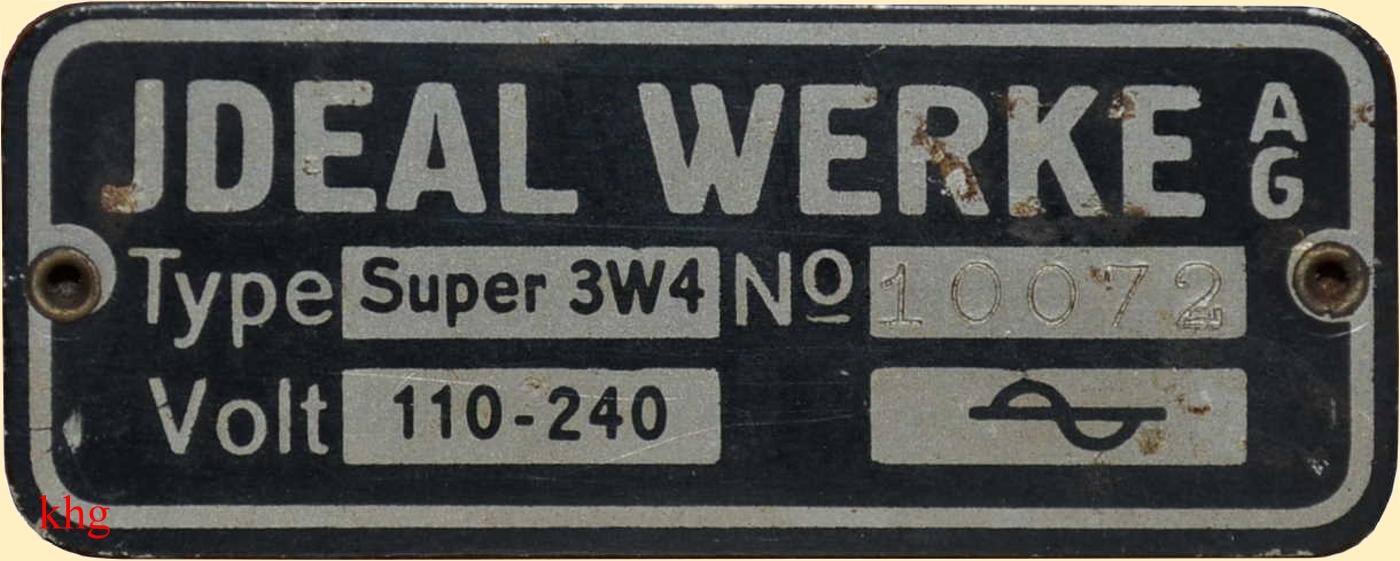 JDEAL WERKE AG
Type Super 3W4 Nº 10072
Volt 110-240
khg